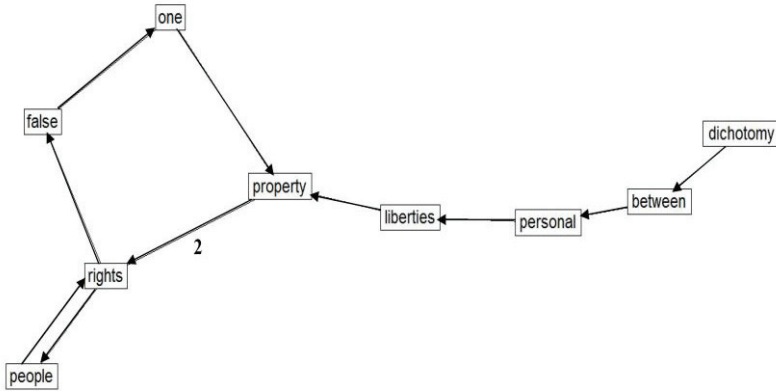 one
false
dichotomy
property
between
liberties
personal
2
rights
people